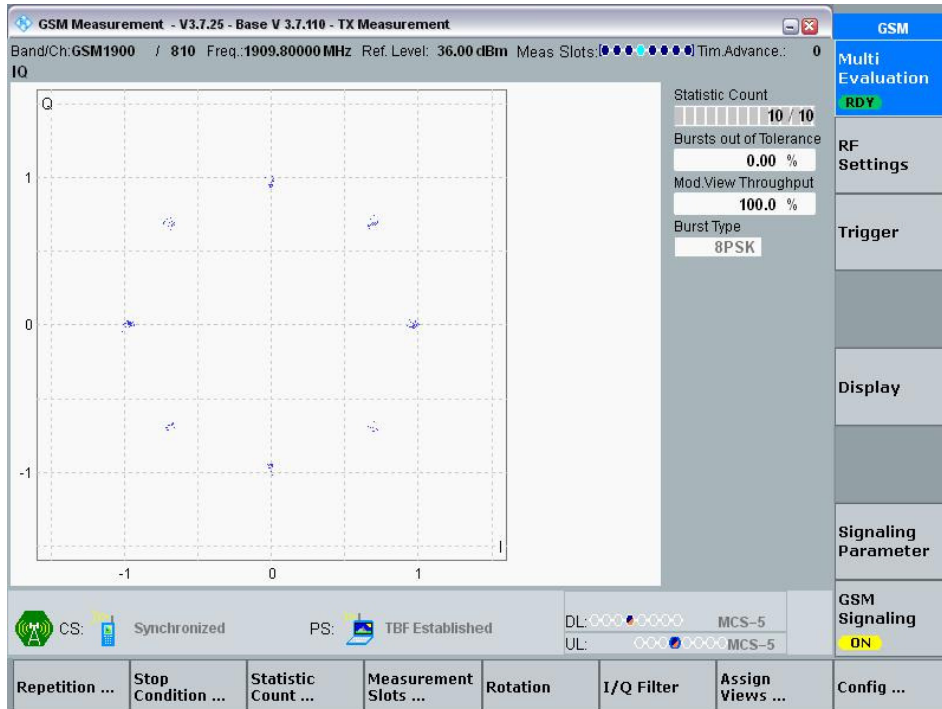 GSM Measurement - V3.7.25 - Base V 3.7.110 - TX Measurement
GSM
Band/Ch:GSM1900 / 810 Freq.:1909.80000 MHz Ref. Level: 36.00 dBm Meas Slots: Tim.Advance.: 0
IQ
Multi
Evaluation
RDY
Q
Statistic Count
10 / 10
Bursts out of Tolerance
0.00 %
Mod.View Throughput
100.0 %
Burst Type
8PSK
1
0
-1
I
-1 0 1
RF
Settings
Trigger
Display
Signaling
Parameter
GSM
Signaling
ON
CS: Synchronized
PS: TBF Established
DL: MCS-5
UL: MCS-5
Repetition ...
Stop
Condition ...
Statistic
Count ...
Measurement
Slots ...
Rotation
I/Q Filter
Assign
Views ...
Config ...